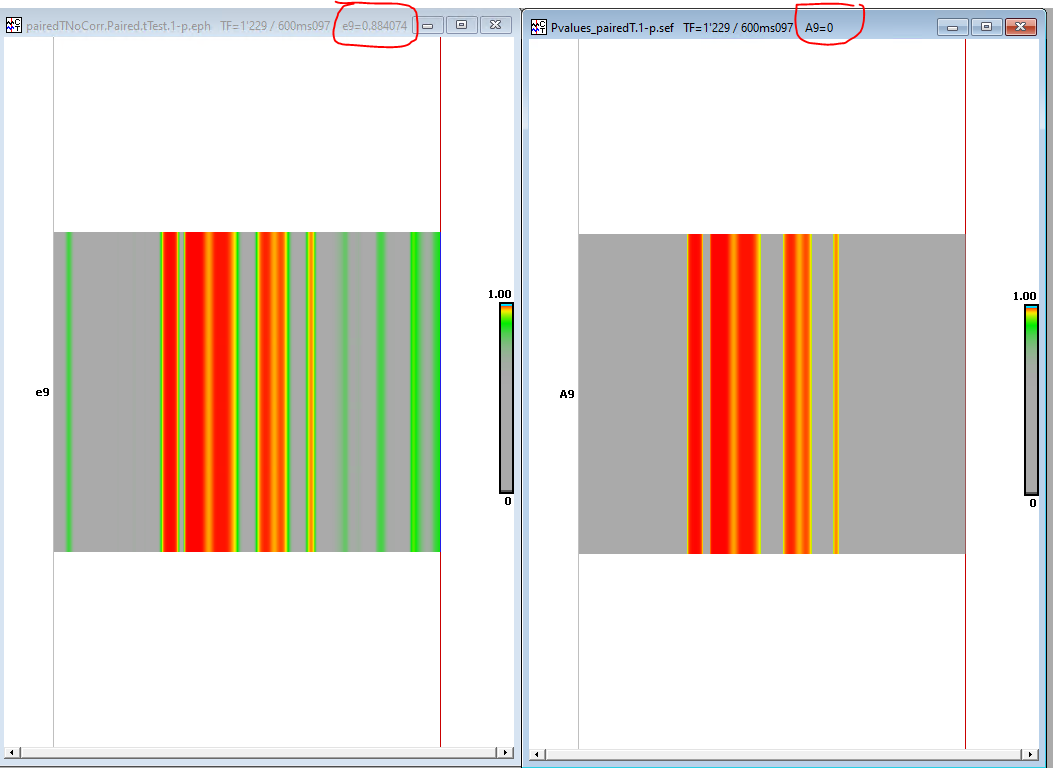 pairedTNoCorr.Paired.tTest.1-p.eph TF=1'229 / 600ms097 e9=0.884074
1.00
e9
0
Pvalues_pairedT.1-p.sef TF=1'229 / 600ms097 A9=0
1.00
A9
0